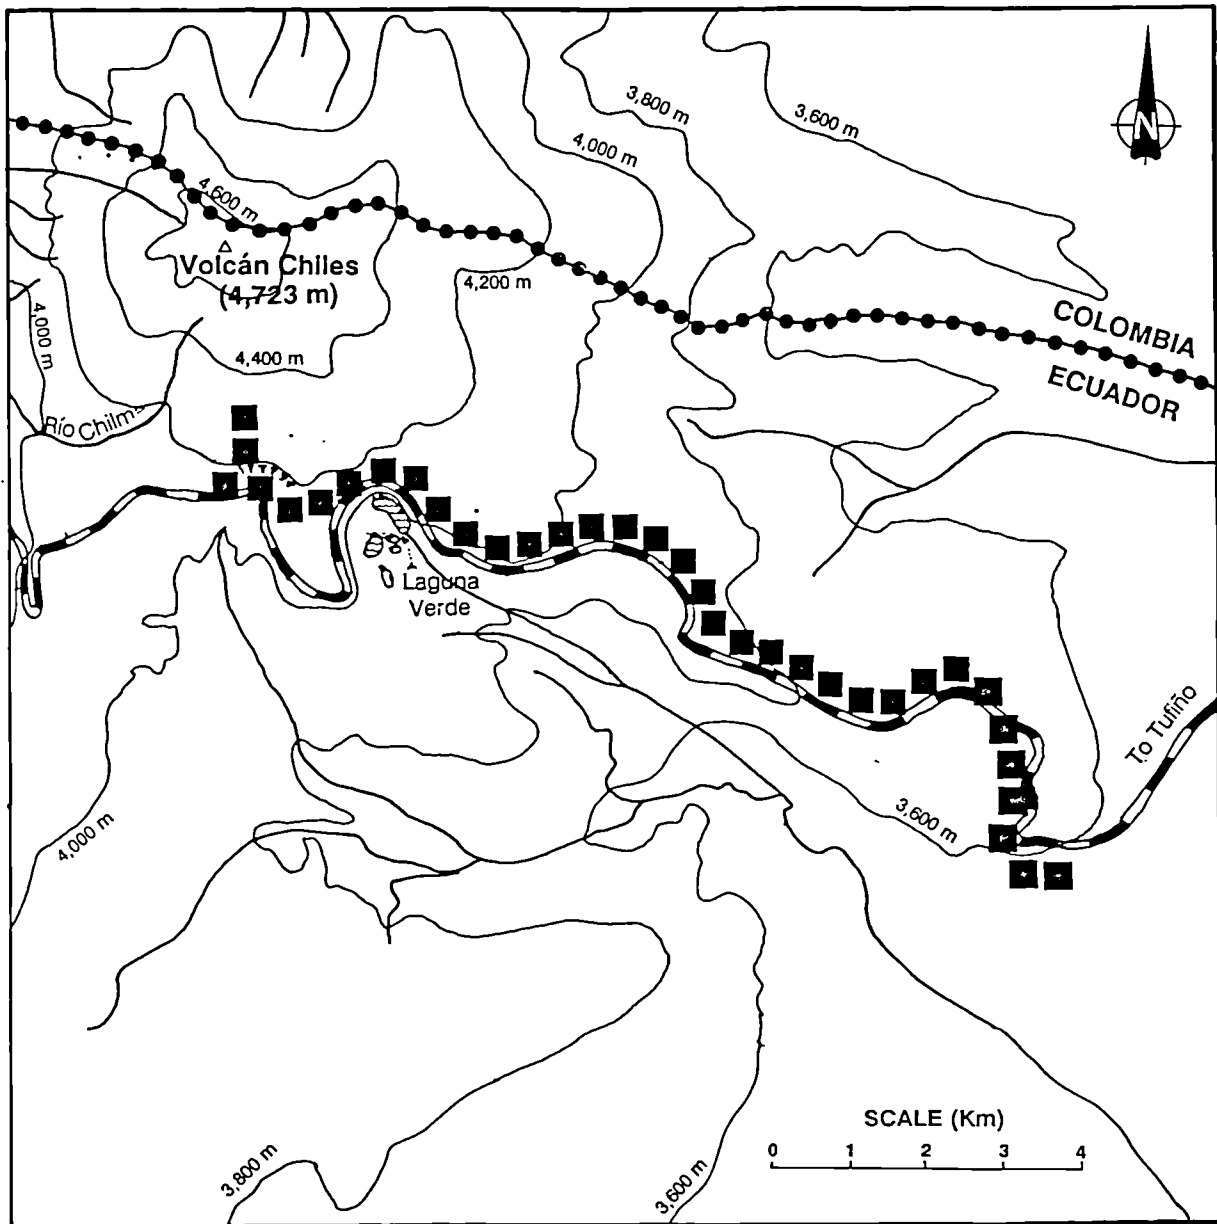 3,800 m
3,600 m
4,000 m
N
4,600 m
Volcán Chiles
(4,723 m)
4,200 m
4,000 m
COLOMBIA
ECUADOR
4,400 m
Río
Laguna
Verde
To Tufiño
3,600 m
4,000 m
SCALE (Km)
0 1 2 3 4
3,800 m
3,600 m